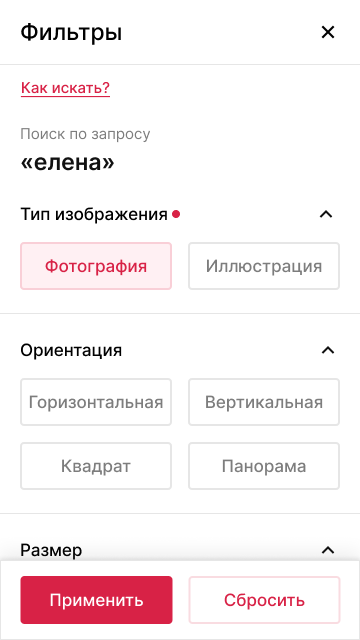 Фильтры
Как искать?
Поиск по запросу
«елена»
Тип изображения
Фотография
Иллюстрация
Ориентация
Горизонтальная
Вертикальная
Квадрат
Панорама
Размер
Применить
Сбросить